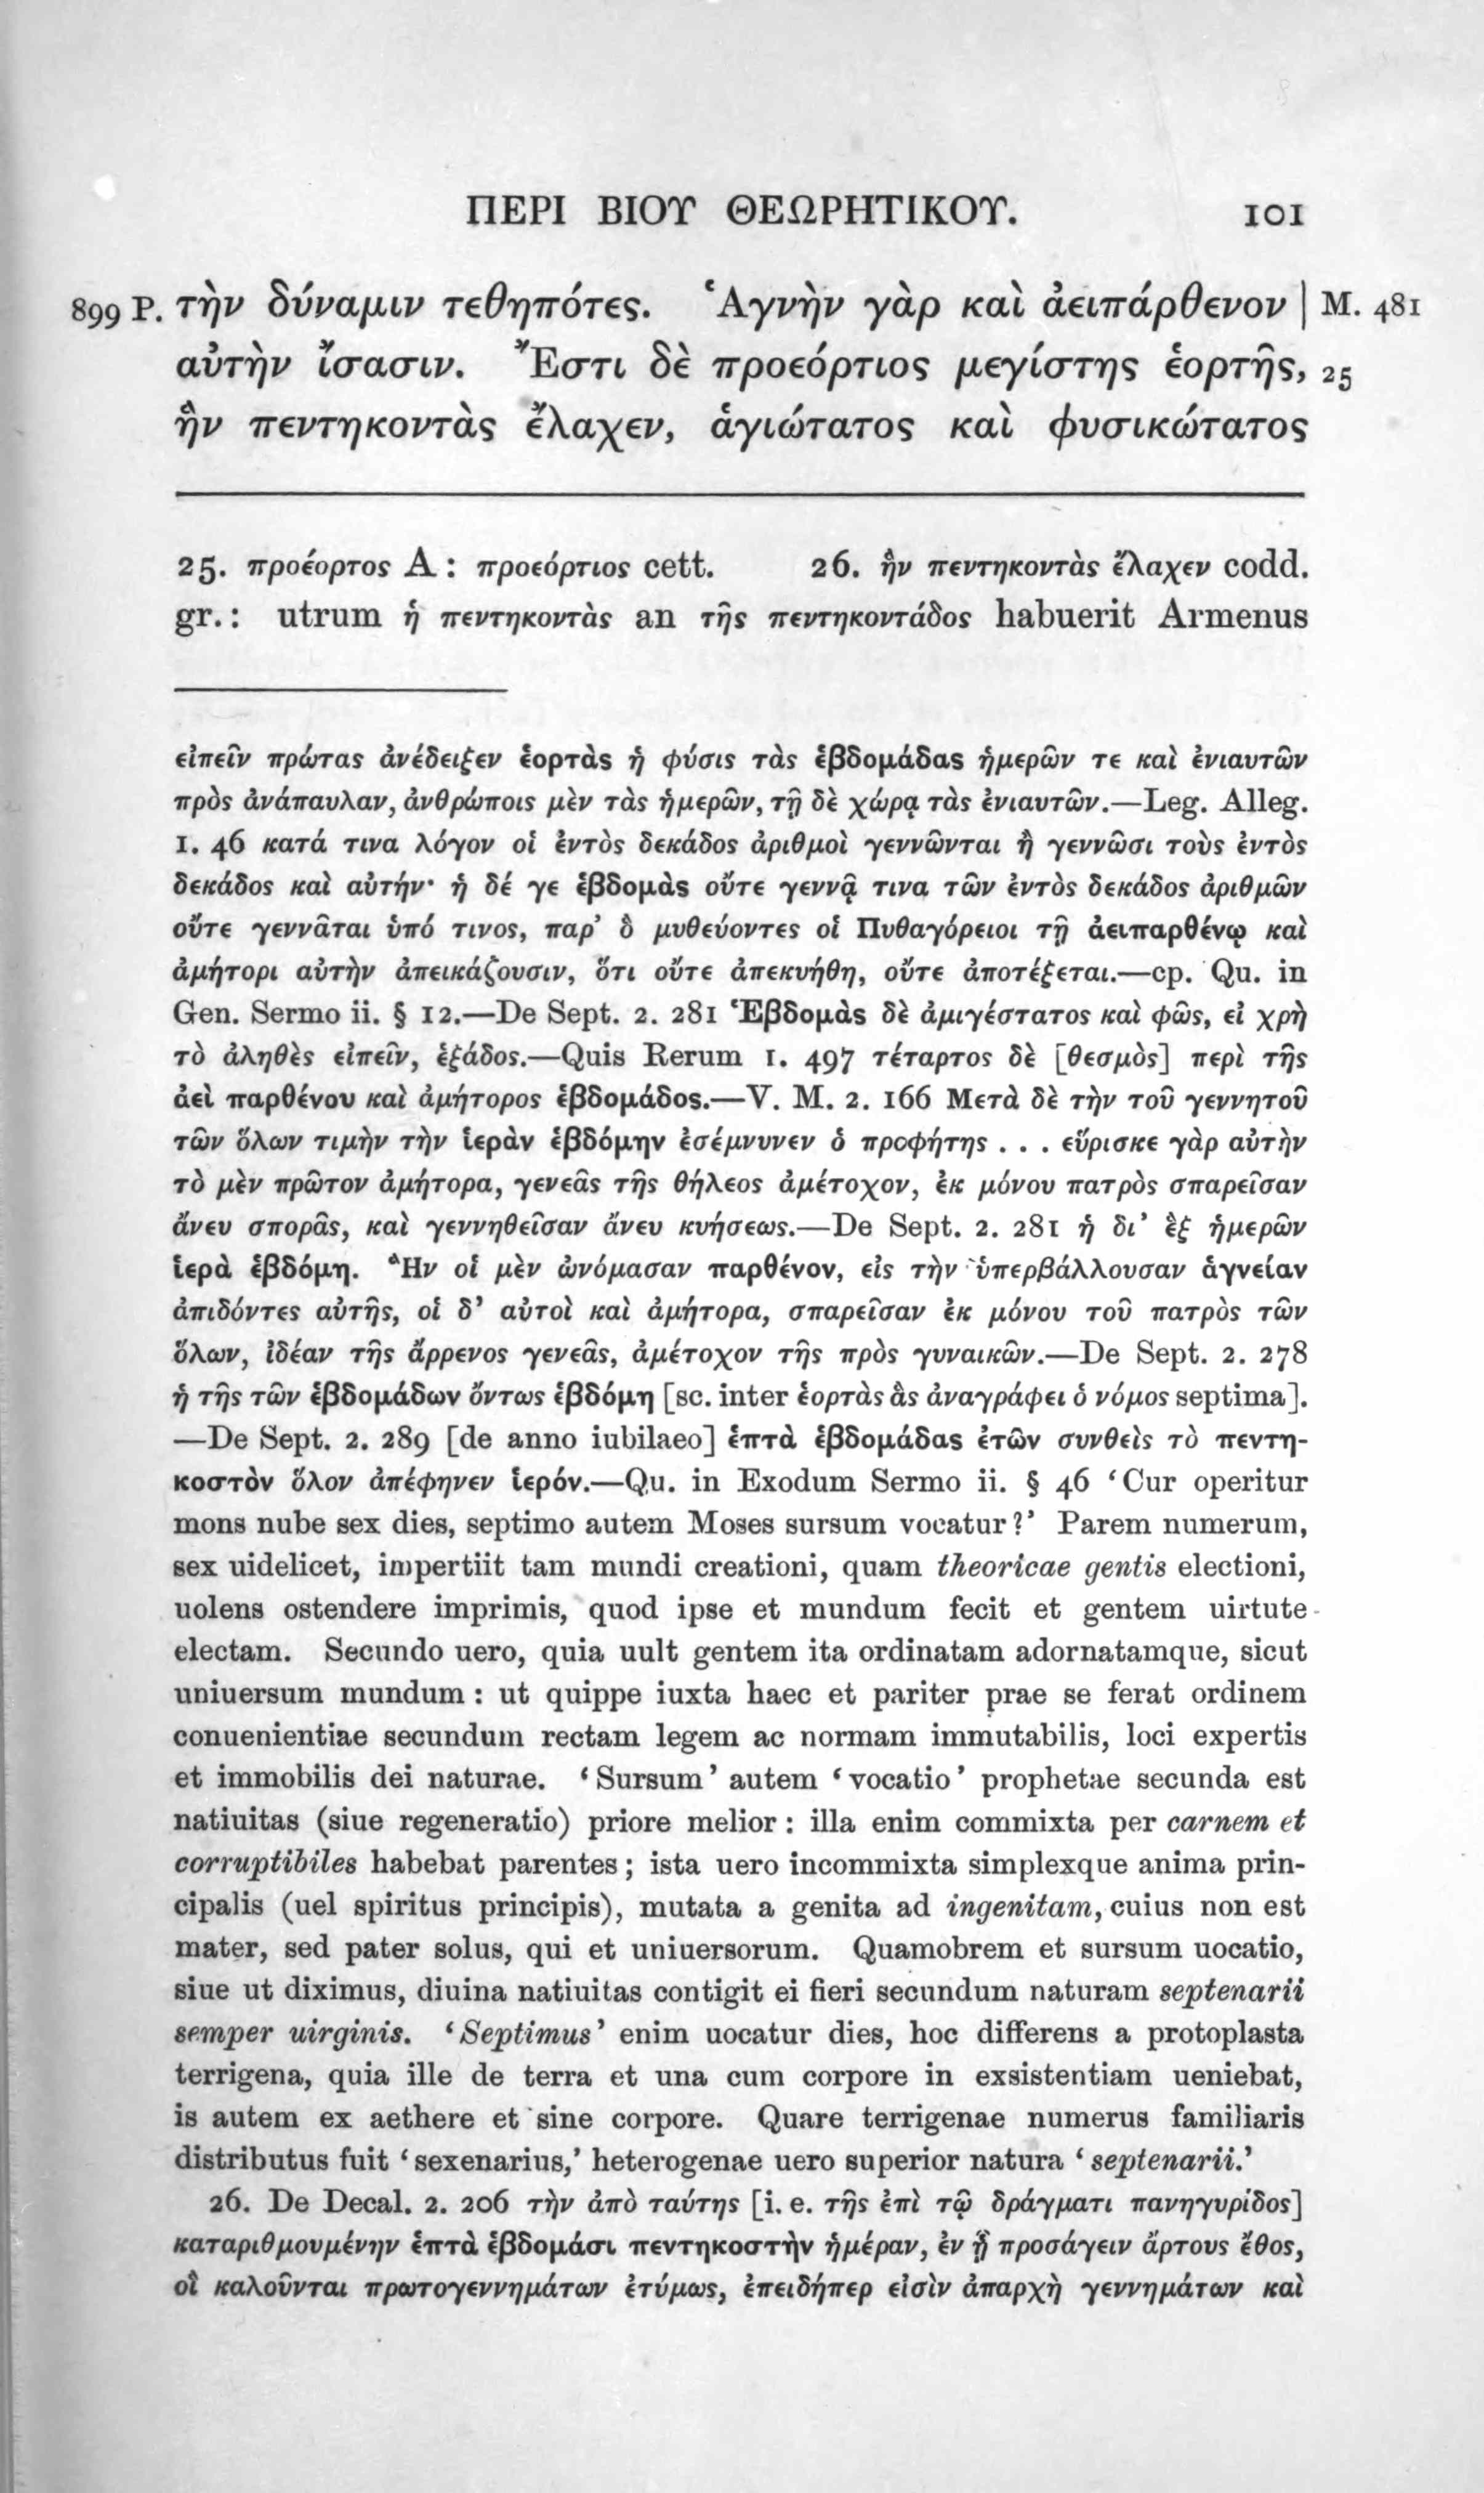 ΠΕΡΙ ΒΙΟΥ ΘΕΩΡΗΤΙΚΟΥ. 101
899 P. τὴν δύναμιν τεθηπότες. Ἁγνὴν γὰρ καὶ ἀειπάρθενον | M. 481
αὐτὴν ἴσασιν. Ἔστι δὲ προεόρτιος μεγίστης ἑορτῆς, 25
ἣν πεντηκοντὰς ἔλαχεν, ἁγιώτατος καὶ φυσικώτατος
25. προέορτος A : προεόρτιος cett. 26. ἣν πεντηκοντὰς ἔλαχεν codd.
gr. : utrum ἡ πεντηκοντὰς an τῆς πεντηκοντάδος habuerit Armenus
εἰπεῖν πρώτας ἀνέδειξεν ἑορτὰς ἡ φύσις τὰς ἑβδομάδας ἡμερῶν τε καὶ ἐνιαυτῶν
πρὸς ἀνάπαυλαν, ἀνθρώποις μὲν τὰς ἡμερῶν, τῇ δὲ χώρᾳ τὰς ἐνιαυτῶν.—Leg. Alleg.
1. 46 κατά τινα λόγον οἱ ἐντὸς δεκάδος ἀριθμοὶ γεννῶνται ἢ γεννῶσι τοὺς ἐντὸς
δεκάδος καὶ αὐτήν· ἡ δέ γε ἑβδομὰς οὔτε γεννᾷ τινα τῶν ἐντὸς δεκάδος ἀριθμῶν
οὔτε γεννᾶται ὑπό τινος, παρ’ ὃ μυθεύοντες οἱ Πυθαγόρειοι τῇ ἀειπαρθένῳ καὶ
ἀμήτορι αὐτὴν ἀπεικάζουσιν, ὅτι οὔτε ἀπεκυήθη, οὔτε ἀποτέξεται.—cp. Qu. in
Gen. Sermo ii. § 12.—De Sept. 2. 281 Ἑβδομὰς δὲ ἀμιγέστατος καὶ φῶς, εἰ χρὴ
τὸ ἀληθὲς εἰπεῖν, ἑξάδος.—Quis Rerum 1. 497 τέταρτος δὲ [θεσμὸς] περὶ τῆς
ἀεὶ παρθένου καὶ ἀμήτορος ἑβδομάδος.—V. M. 2. 166 Μετὰ δὲ τὴν τοῦ γεννητοῦ
τῶν ὅλων τιμὴν τὴν ἱερὰν ἑβδόμην ἐσέμνυνεν ὁ προφήτης . . . εὕρισκε γὰρ αὐτὴν
τὸ μὲν πρῶτον ἀμήτορα, γενεᾶς τῆς θήλεος ἀμέτοχον, ἐκ μόνου πατρὸς σπαρεῖσαν
ἄνευ σπορᾶς, καὶ γεννηθεῖσαν ἄνευ κυήσεως.—De Sept. 2. 281 ἡ δι’ ἓξ ἡμερῶν
ἱερὰ ἑβδόμη. Ἣν οἱ μὲν ὠνόμασαν παρθένον, εἰς τὴν ὑπερβάλλουσαν ἁγνείαν
ἀπιδόντες αὐτῆς, οἱ δ’ αὐτοὶ καὶ ἀμήτορα, σπαρεῖσαν ἐκ μόνου τοῦ πατρὸς τῶν
ὅλων, ἰδέαν τῆς ἄρρενος γενεᾶς, ἀμέτοχον τῆς πρὸς γυναικῶν.—De Sept. 2. 278
ἡ τῆς τῶν ἑβδομάδων ὄντως ἑβδόμη [sc. inter ἑορτὰς ἃς ἀναγράφει ὁ νόμος septima].
—De Sept. 2. 289 [de anno iubilaeo] ἑπτὰ ἑβδομάδας ἐτῶν συνθεὶς τὸ πεντη-
κοστὸν ὅλον ἀπέφηνεν ἱερόν.—Qu. in Exodum Sermo ii. § 46 ‘Cur operitur
mons nube sex dies, septimo autem Moses sursum vocatur?’ Parem numerum,
sex uidelicet, impertiit tam mundi creationi, quam theoricae gentis electioni,
uolens ostendere imprimis, quod ipse et mundum fecit et gentem uirtute
electam. Secundo uero, quia uult gentem ita ordinatam adornatamque, sicut
uniuersum mundum : ut quippe iuxta haec et pariter prae se ferat ordinem
conuenientiae secundum rectam legem ac normam immutabilis, loci expertis
et immobilis dei naturae. ‘Sursum’ autem ‘vocatio’ prophetae secunda est
natiuitas (siue regeneratio) priore melior : illa enim commixta per carnem et
corruptibiles habebat parentes ; ista uero incommixta simplexque anima prin-
cipalis (uel spiritus principis), mutata a genita ad ingenitam, cuius non est
mater, sed pater solus, qui et uniuersorum. Quamobrem et sursum uocatio,
siue ut diximus, diuina natiuitas contigit ei fieri secundum naturam septenarii
semper uirginis. ‘Septimus’ enim uocatur dies, hoc differens a protoplasta
terrigena, quia ille de terra et una cum corpore in exsistentiam ueniebat,
is autem ex aethere et sine corpore. Quare terrigenae numerus familiaris
distributus fuit ‘sexenarius,’ heterogenae uero superior natura ‘septenarii.’
26. De Decal. 2. 206 τὴν ἀπὸ ταύτης [i. e. τῆς ἐπὶ τῷ δράγματι πανηγυρίδος]
καταριθμουμένην ἑπτὰ ἑβδομάσι πεντηκοστὴν ἡμέραν, ἐν ᾗ προσάγειν ἄρτους ἔθος,
οἳ καλοῦνται πρωτογεννημάτων ἐτύμως, ἐπειδήπερ εἰσὶν ἀπαρχὴ γεννημάτων καὶ